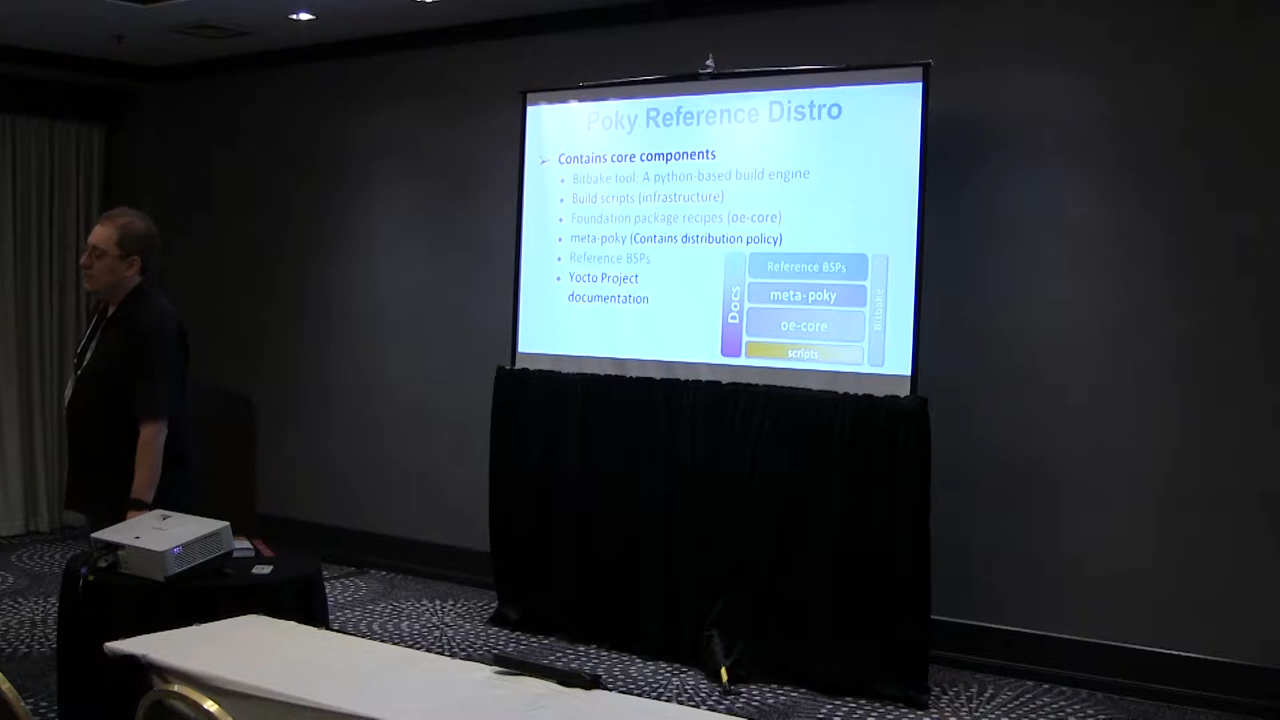 Poky Reference Distro
Contains core components
Bitbake tool: A python-based build engine
Build scripts (infrastructure)
Foundation package recipes (oe-core)
meta-poky (Contains distribution policy)
Reference BSPs
Yocto Project
documentation
Docs
Reference BSPs
meta-poky
oe-core
scripts
Bitbake